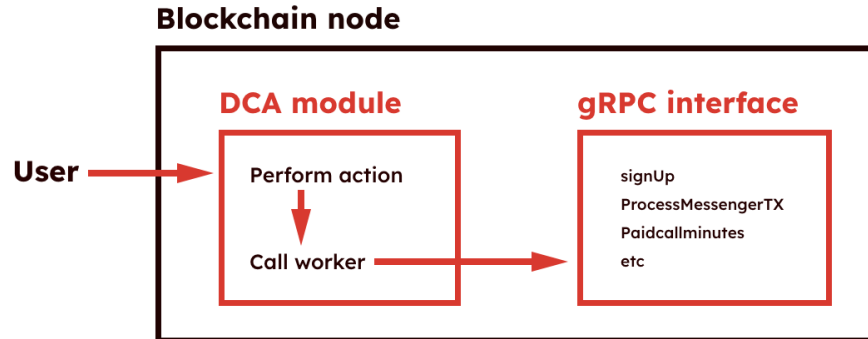 Blockchain node
DCA module
gRPC interface
User
Perform action
Call worker
signUp
ProcessMessengerTX
Paidcallminutes
etc